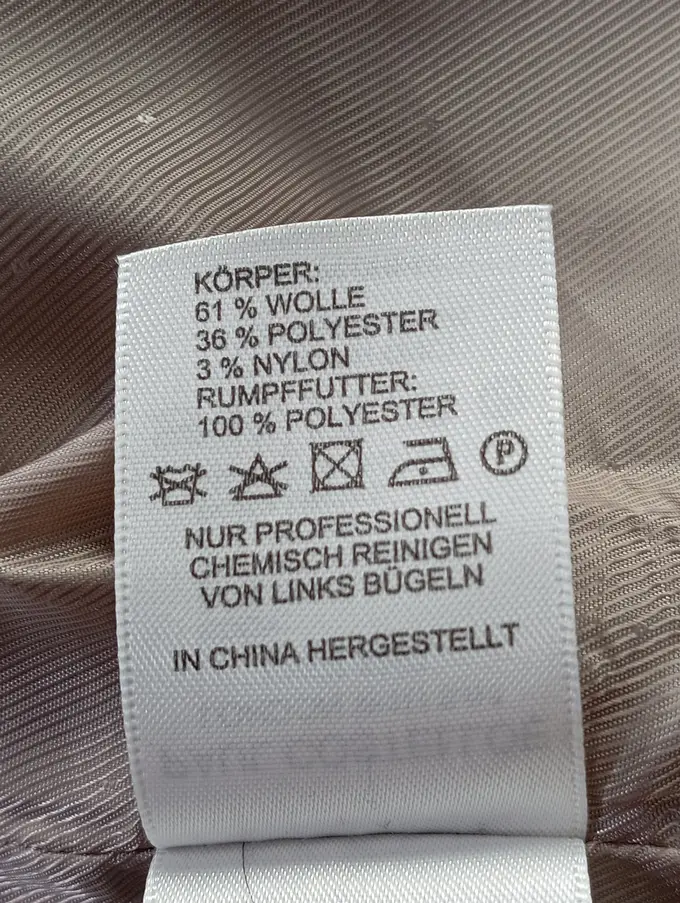 KÖRPER:
61 % WOLLE
36 % POLYESTER
3 % NYLON
RUMPFFUTTER:
100 % POLYESTER
P
NUR PROFESSIONELL
CHEMISCH REINIGEN
VON LINKS BÜGELN
IN CHINA HERGESTELLT